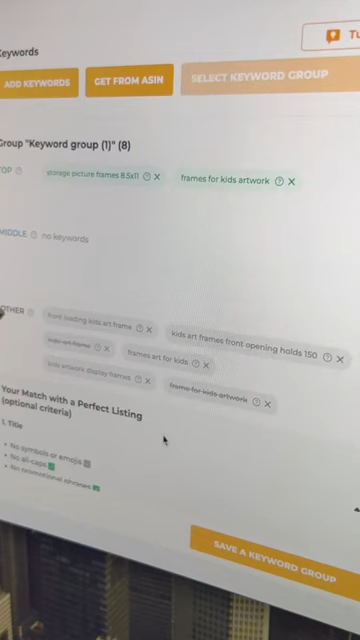 Keywords
Tu
ADD KEYWORDS
GET FROM ASIN
SELECT KEYWORD GROUP
Group "Keyword group (1)" (8)
TOP
storage picture frames 8.5x11
frames for kids artwork
MIDDLE
no keywords
OTHER
front loading kids art frame
kids art frames front opening holds 150
kids art frame
frames art for kids
kids artwork display frames
frame for kids artwork
Your Match with a Perfect Listing
(optional criteria)
1. Title
• No symbols or emojis
• No all-caps
• No promotional phrases
SAVE A KEYWORD GROUP